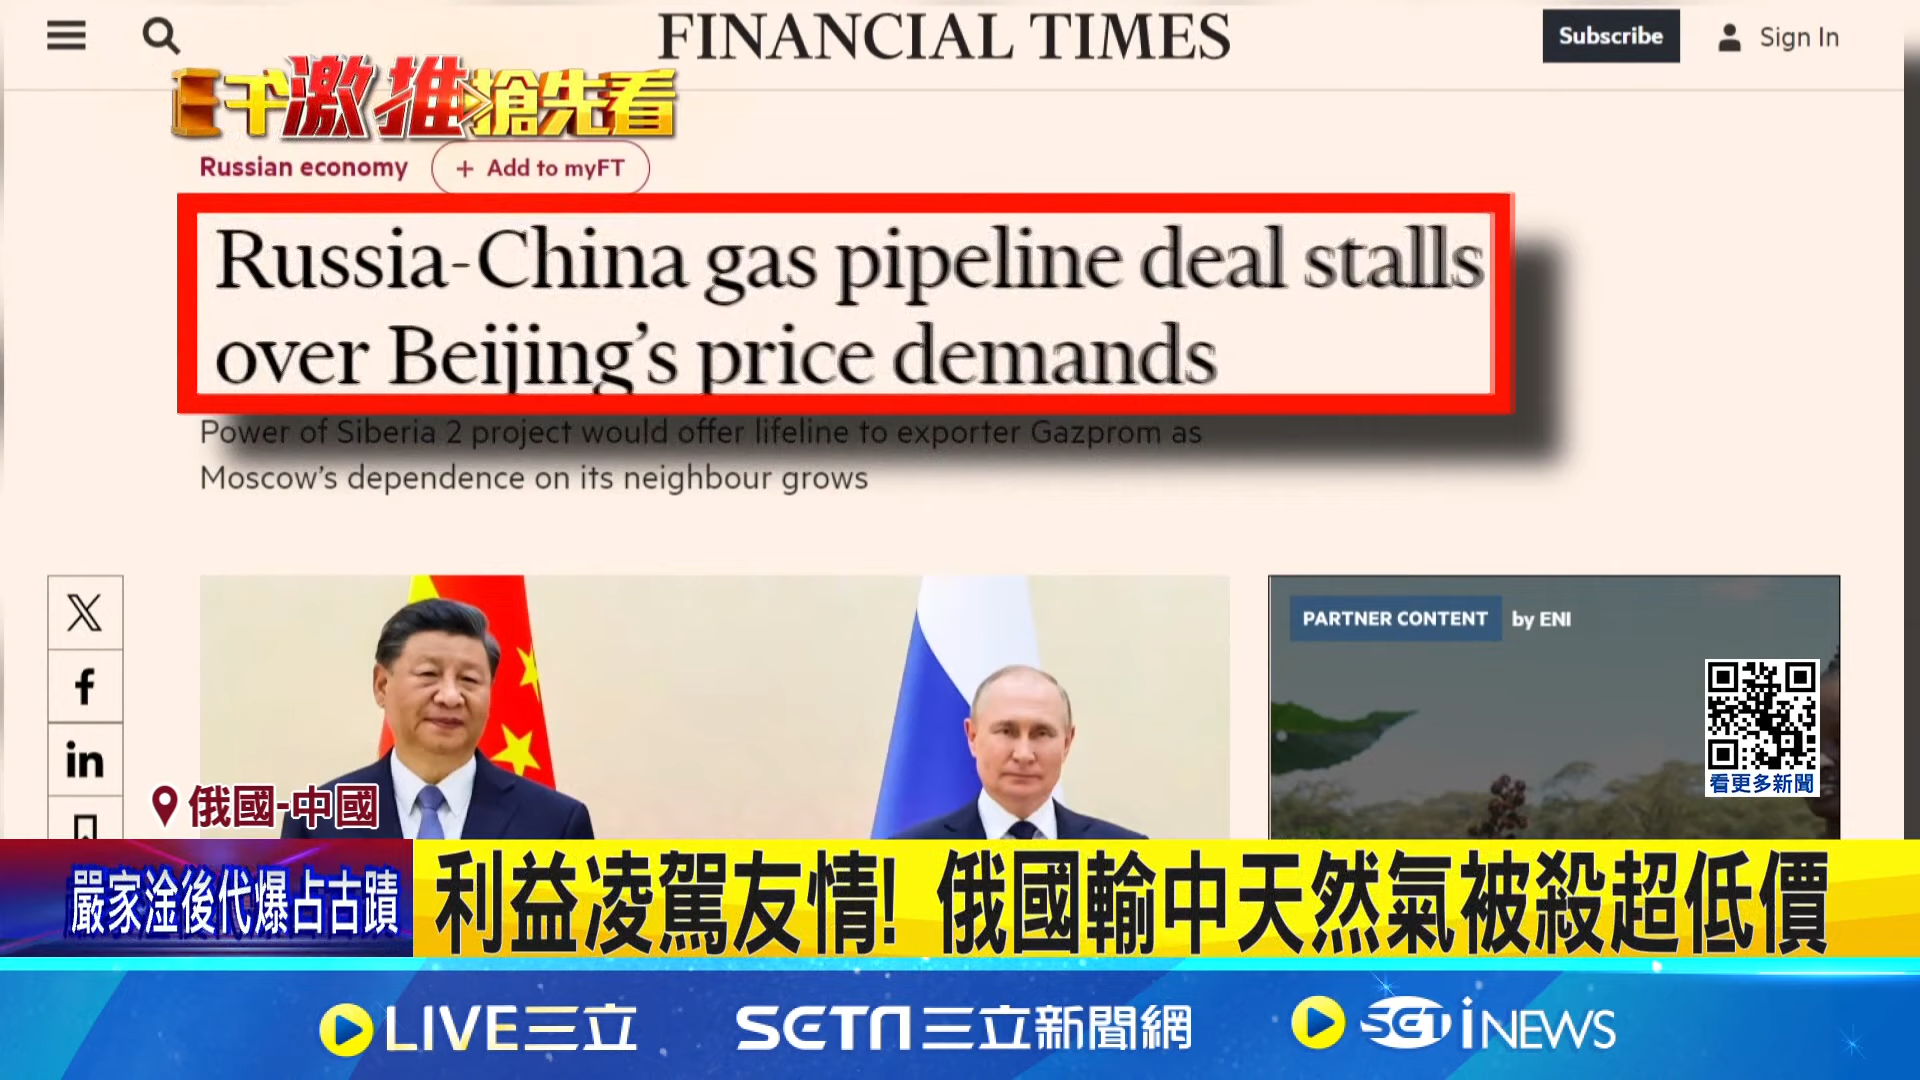 FINANCIAL TIMES
Subscribe
Sign In
激推搶先看
Russian economy
+ Add to myFT
Russia-China gas pipeline deal stalls
over Beijing's price demands
Power of Siberia 2 project would offer lifeline to exporter Gazprom as
Moscow's dependence on its neighbour grows
PARTNER CONTENT by ENI
看更多新聞
俄國-中國
嚴家淦後代爆占古蹟
利益凌駕友情! 俄國輸中天然氣被殺超低價
LIVE三立
SETN三立新聞網
SET iNEWS